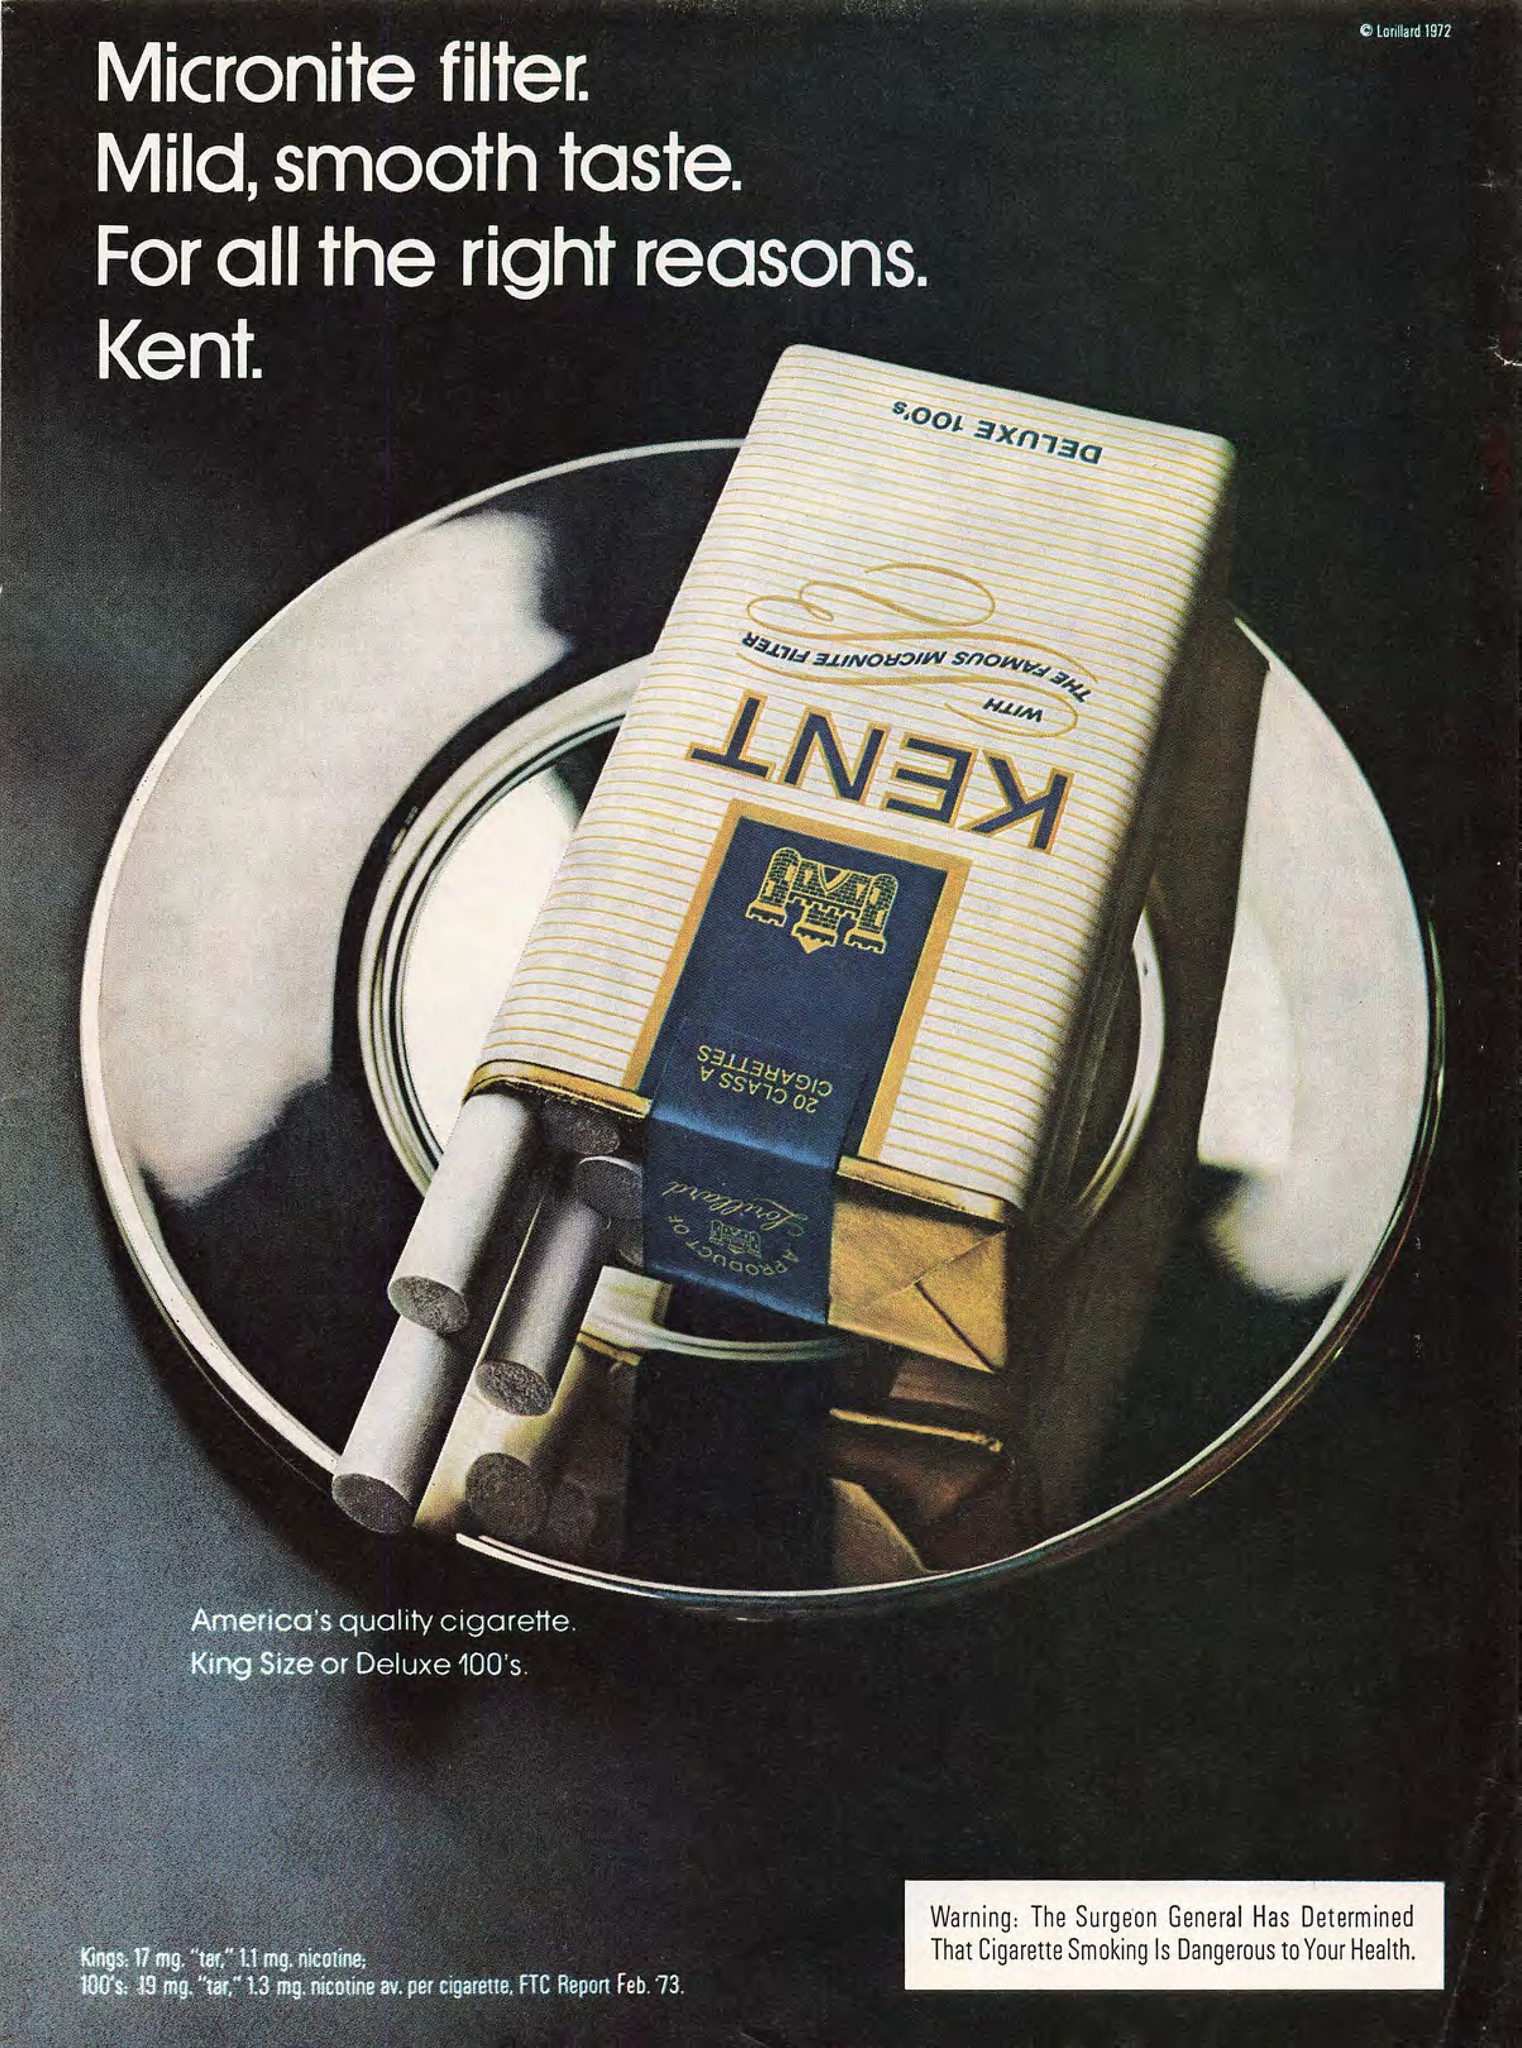 © Lorillard 1972
Micronite filter.
Mild, smooth taste.
For all the right reasons.
Kent.
DELUXE 100's
WITH
THE FAMOUS MICRONITE FILTER
KENT
20 CLASS A
CIGARETTES
A PRODUCT OF
Lorillard
America's quality cigarette.
King Size or Deluxe 100's.
Kings: 17 mg. "tar," 1.1 mg. nicotine;
100's: 19 mg. "tar," 1.3 mg. nicotine av. per cigarette, FTC Report Feb. '73.
Warning: The Surgeon General Has Determined
That Cigarette Smoking Is Dangerous to Your Health.